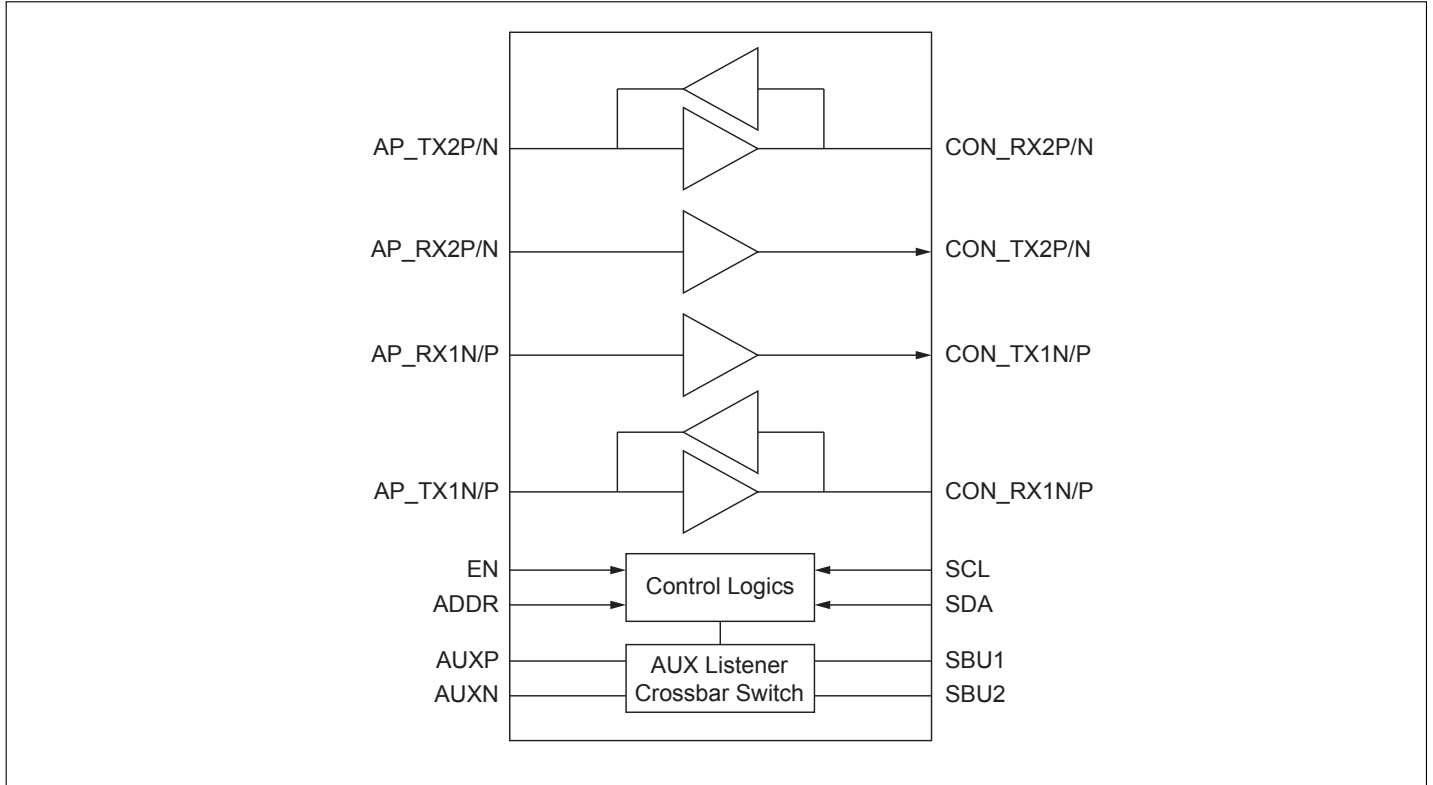 AP_TX2P/N
CON_RX2P/N
AP_RX2P/N
CON_TX2P/N
AP_RX1N/P
CON_TX1N/P
AP_TX1N/P
CON_RX1N/P
EN
Control Logics
SCL
ADDR
SDA
AUXP
AUX Listener
SBU1
AUXN
Crossbar Switch
SBU2